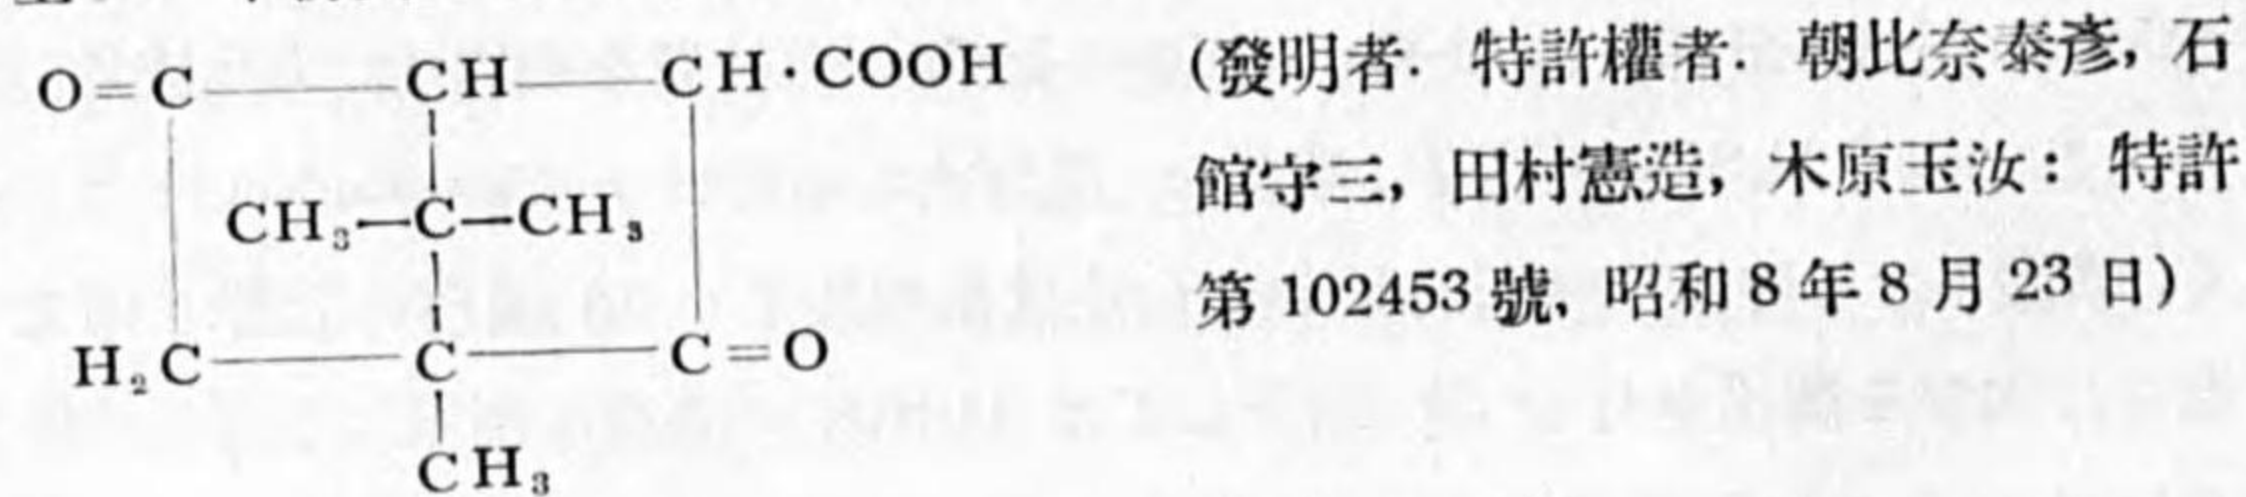 O=C CH CH·COOH
CH₃-C-CH₃
H₂C C C=O
CH₃
(發明者. 特許權者. 朝比奈泰彥, 石
館守三, 田村憲造, 木原玉汝: 特許
第 102453 號, 昭和 8 年 8 月 23 日)